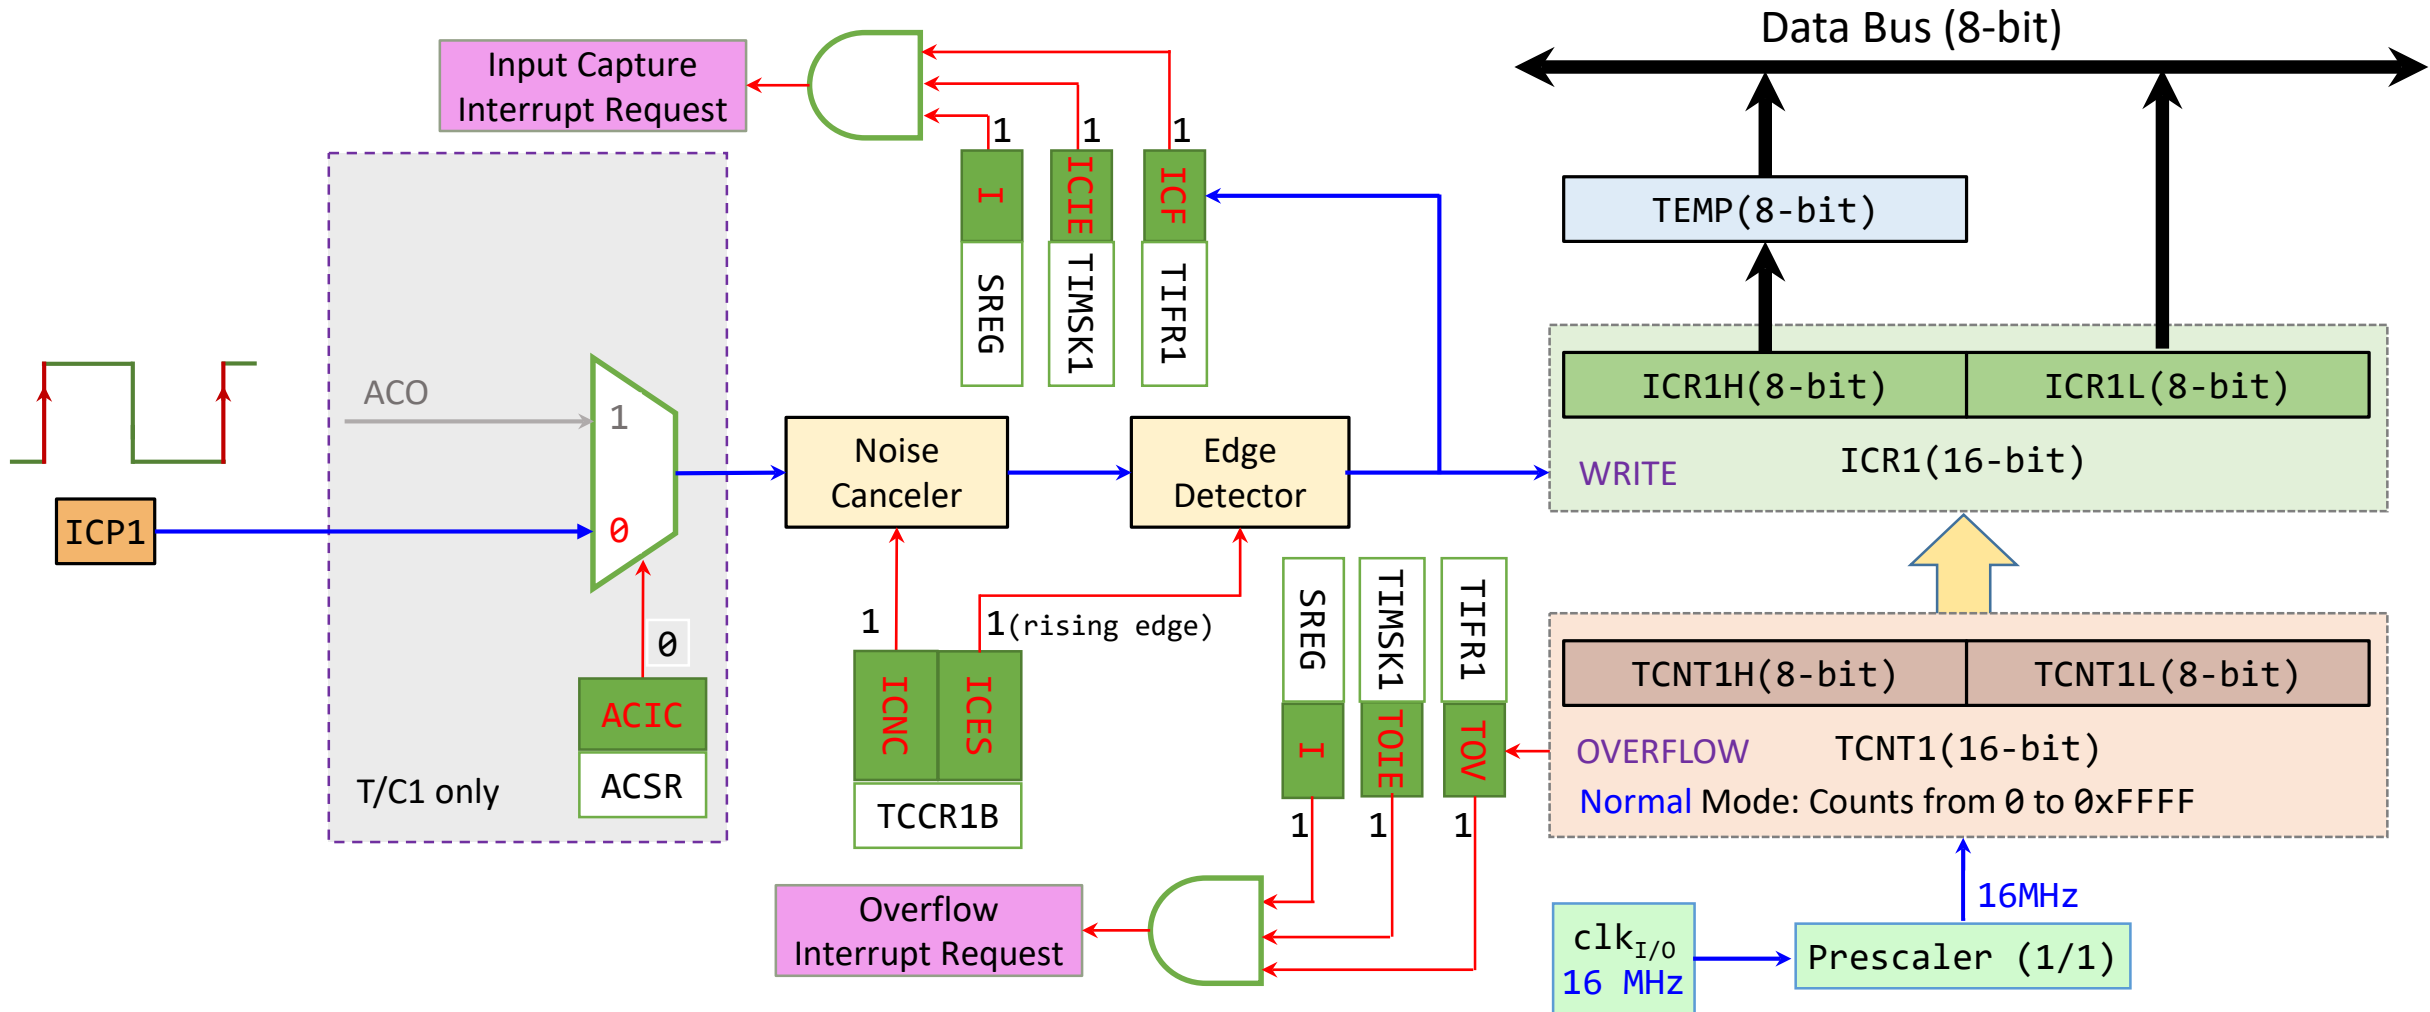 Data Bus (8-bit)
Input Capture
Interrupt Request
1
1
1
I
ICIE
ICF
SREG
TIMSK1
TIFR1
TEMP(8-bit)
ICR1H(8-bit)
ICR1L(8-bit)
ICR1(16-bit)
WRITE
ACO
1
0
ICP1
Noise
Canceler
Edge
Detector
0
ACIC
ACSR
T/C1 only
1
1(rising edge)
ICNC
ICES
TCCR1B
SREG
TIMSK1
TIFR1
I
TOIE
TOV
1
1
1
TCNT1H(8-bit)
TCNT1L(8-bit)
OVERFLOW
TCNT1(16-bit)
Normal Mode: Counts from 0 to 0xFFFF
Overflow
Interrupt Request
16MHz
clkI/O
16 MHz
Prescaler (1/1)